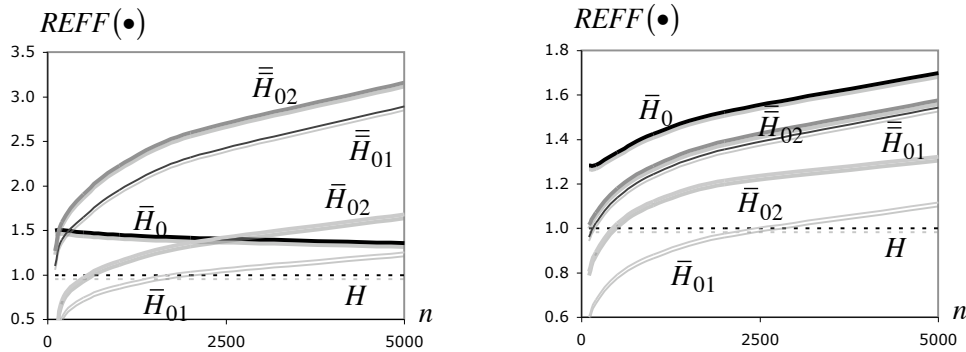 REFF(•)
3.5
3.0
2.5
2.0
1.5
1.0
0.5
H̿₀₂
H̿₀₁
H̄₀₂
H̄₀
H̄₀₁
H
n
0
2500
5000
REFF(•)
1.8
1.6
1.4
1.2
1.0
0.8
0.6
H̄₀
H̿₀₂
H̿₀₁
H̄₀₂
H
H̄₀₁
n
0
2500
5000